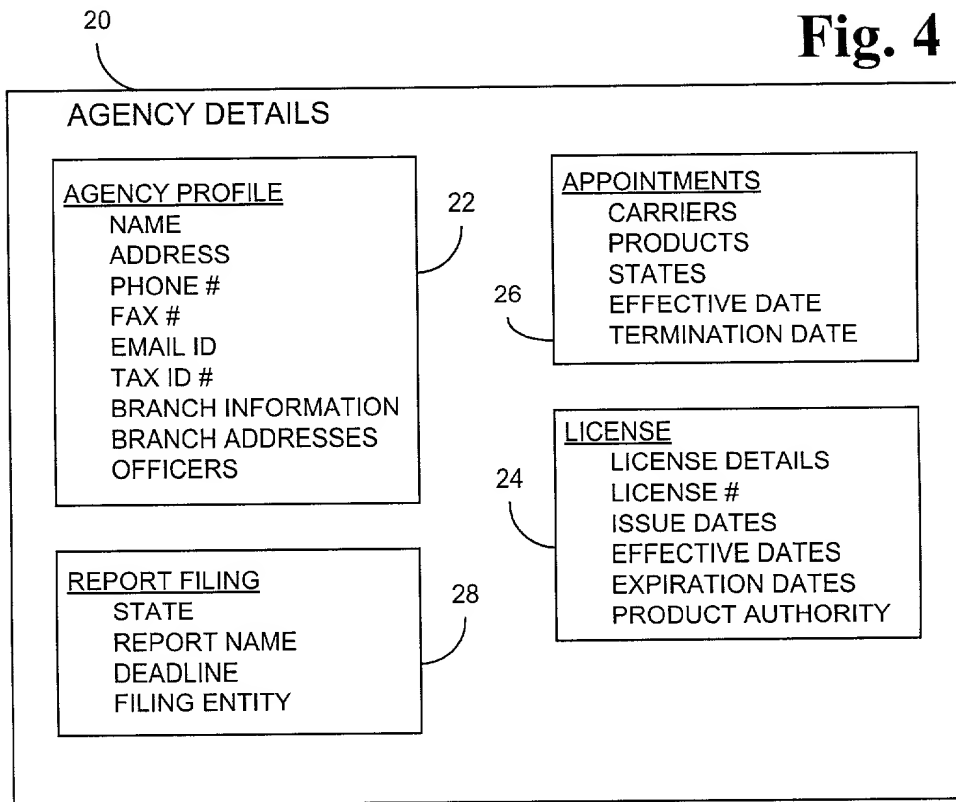 20
Fig. 4
AGENCY DETAILS
AGENCY PROFILE
NAME
ADDRESS
PHONE #
FAX #
EMAIL ID
TAX ID #
BRANCH INFORMATION
BRANCH ADDRESSES
OFFICERS
22
APPOINTMENTS
CARRIERS
PRODUCTS
STATES
EFFECTIVE DATE
TERMINATION DATE
26
LICENSE
LICENSE DETAILS
LICENSE #
ISSUE DATES
EFFECTIVE DATES
EXPIRATION DATES
PRODUCT AUTHORITY
24
REPORT FILING
STATE
REPORT NAME
DEADLINE
FILING ENTITY
28